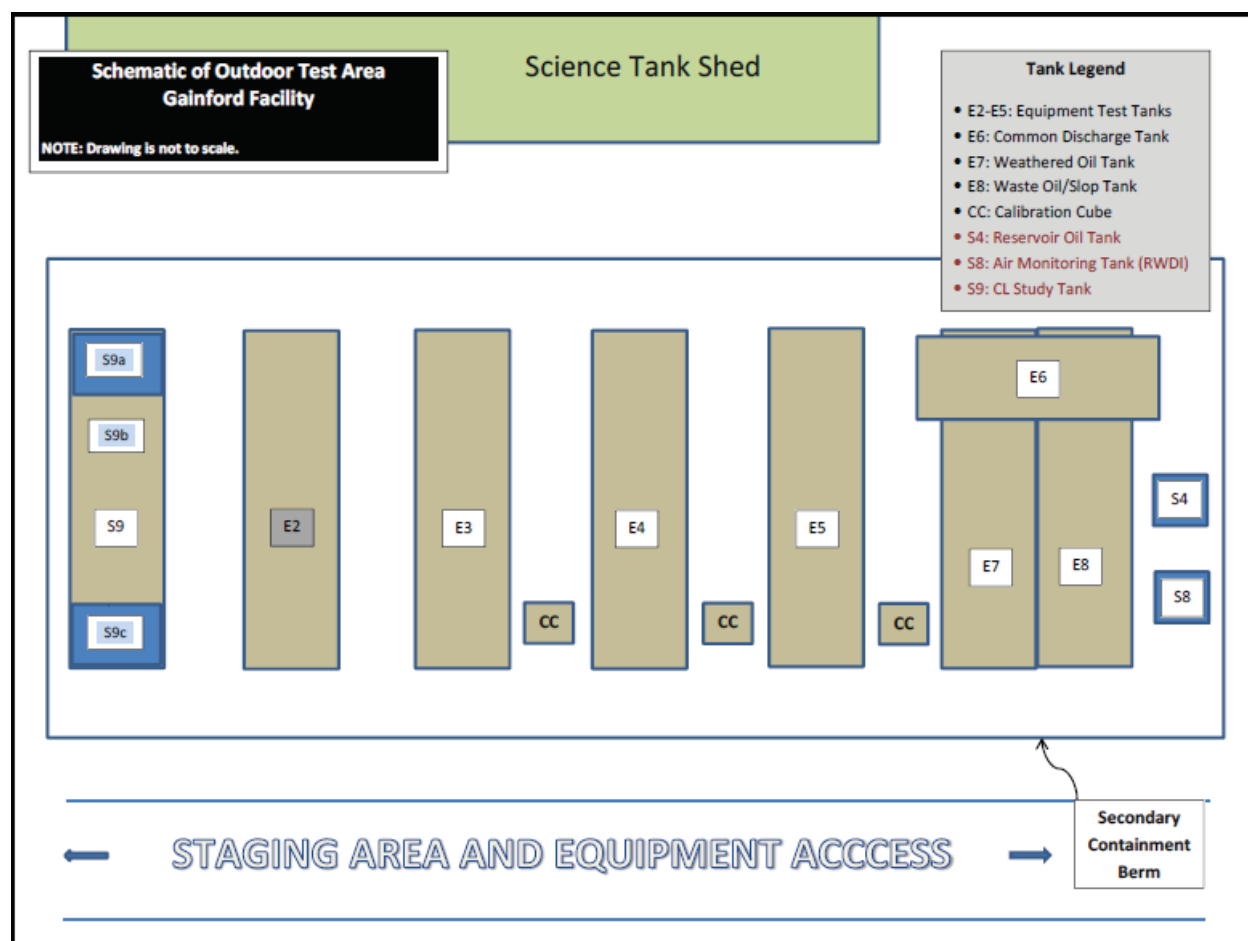 Science Tank Shed
Schematic of Outdoor Test Area
Gainford Facility
NOTE: Drawing is not to scale.
Tank Legend
• E2-E5: Equipment Test Tanks
• E6: Common Discharge Tank
• E7: Weathered Oil Tank
• E8: Waste Oil/Slop Tank
• CC: Calibration Cube
• S4: Reservoir Oil Tank
• S8: Air Monitoring Tank (RWDI)
• S9: CL Study Tank
S9a
S9b
S9
S9c
E2
E3
CC
E4
CC
E5
CC
E6
E7
E8
S4
S8
STAGING AREA AND EQUIPMENT ACCCESS
Secondary
Containment
Berm